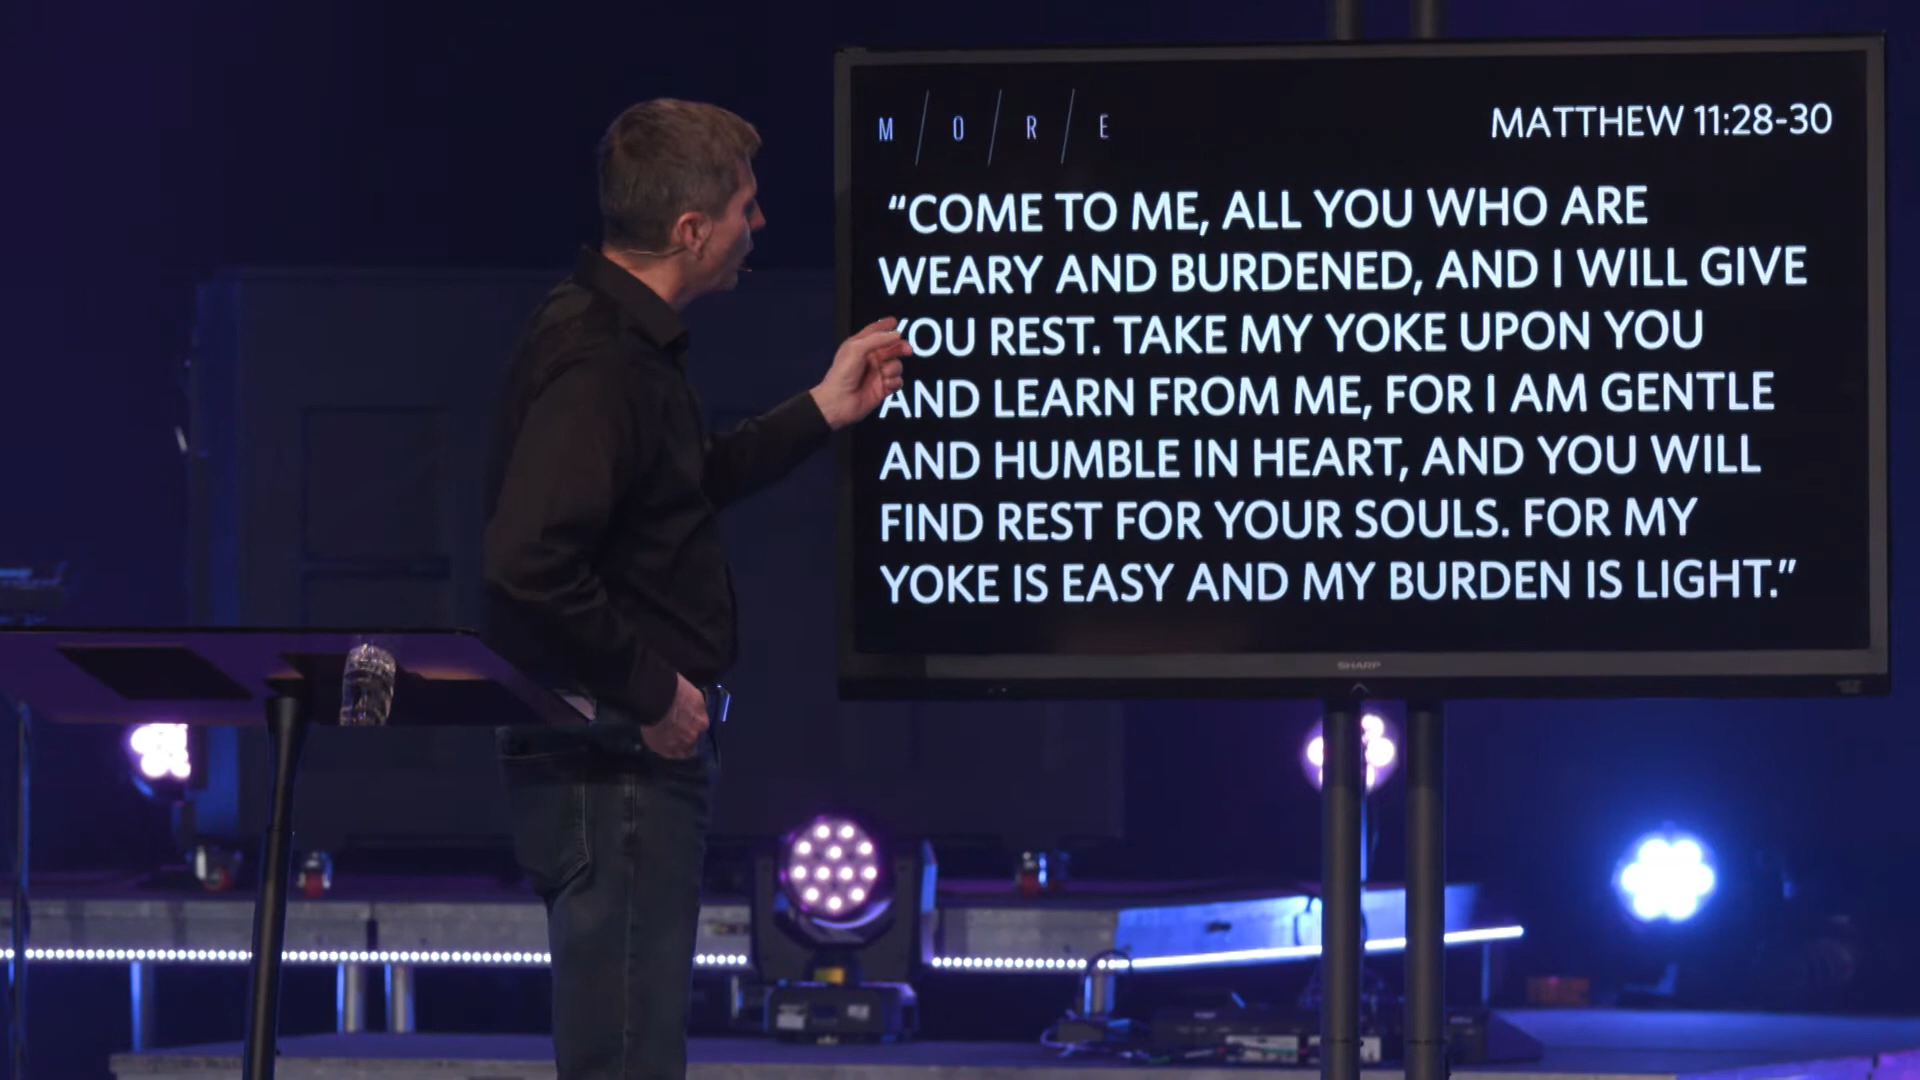 M / O / R / E
MATTHEW 11:28-30
“COME TO ME, ALL YOU WHO ARE
WEARY AND BURDENED, AND I WILL GIVE
YOU REST. TAKE MY YOKE UPON YOU
AND LEARN FROM ME, FOR I AM GENTLE
AND HUMBLE IN HEART, AND YOU WILL
FIND REST FOR YOUR SOULS. FOR MY
YOKE IS EASY AND MY BURDEN IS LIGHT.”
SHARP